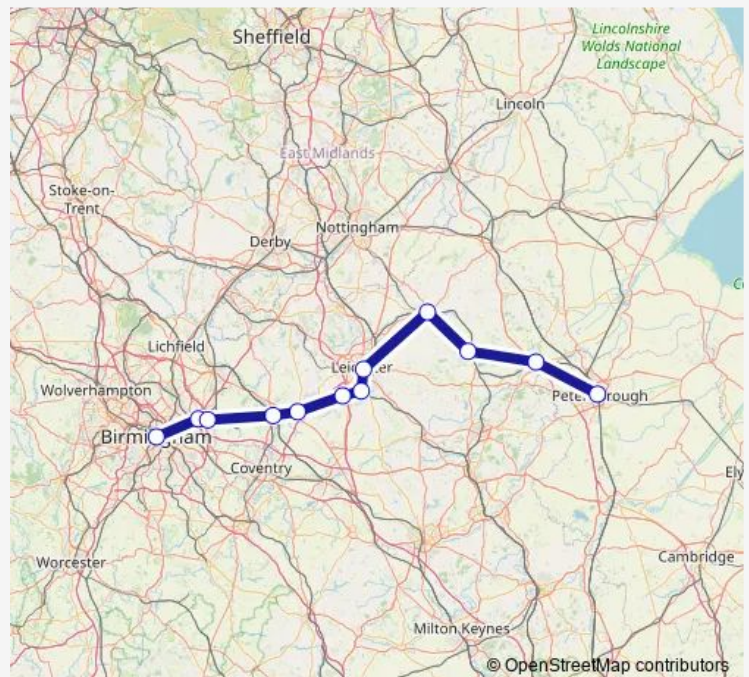 Sheffield
Lincolnshire
Wolds National
Landscape
Lincoln
East Midlands
Stoke-on-
Trent
Nottingham
Derby
Lichfield
Wolverhampton
Birmingham
Coventry
Worcester
Ely
Cambridge
Milton Keynes
© OpenStreetMap contributors